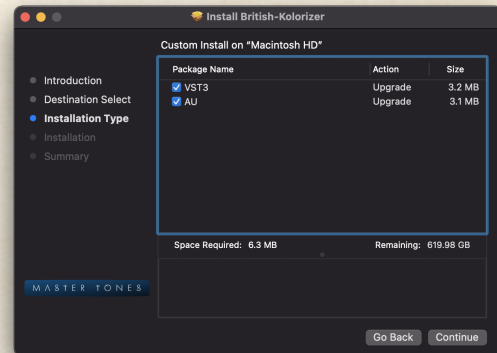 Install British-Kolorizer
Custom Install on “Macintosh HD”
Introduction
Destination Select
Installation Type
Installation
Summary
Package Name Action Size
VST3 Upgrade 3.2 MB
AU Upgrade 3.1 MB
Space Required: 6.3 MB Remaining: 619.98 GB
MASTER TONES
Go Back Continue